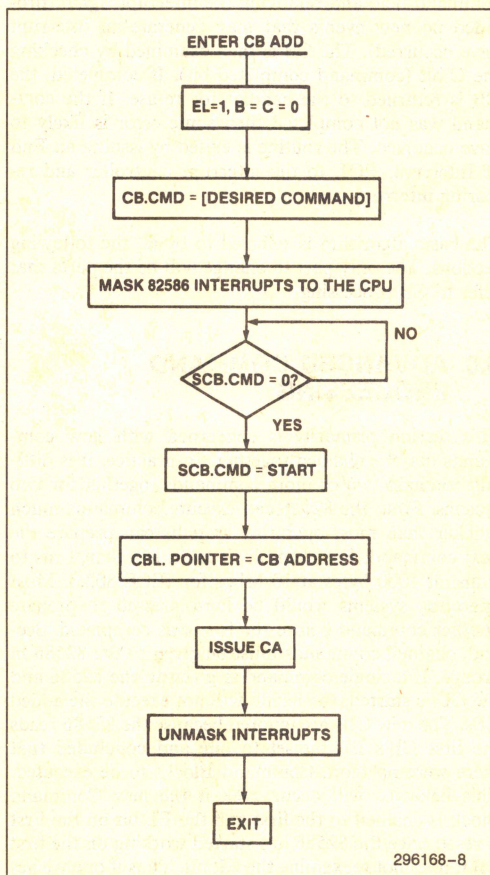 ENTER CB ADD
EL=1, B = C = 0
CB.CMD = [DESIRED COMMAND]
MASK 82586 INTERRUPTS TO THE CPU
NO
SCB.CMD = 0?
YES
SCB.CMD = START
CBL. POINTER = CB ADDRESS
ISSUE CA
UNMASK INTERRUPTS
EXIT
296168–8